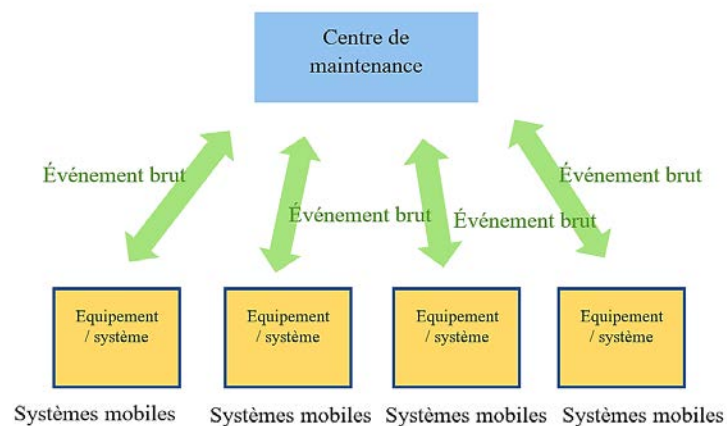 Centre de
maintenance
Événement brut
Événement brut
Événement brut
Événement brut
Equipement
/ système
Equipement
/ système
Equipement
/ système
Equipement
/ système
Systèmes mobiles
Systèmes mobiles
Systèmes mobiles
Systèmes mobiles